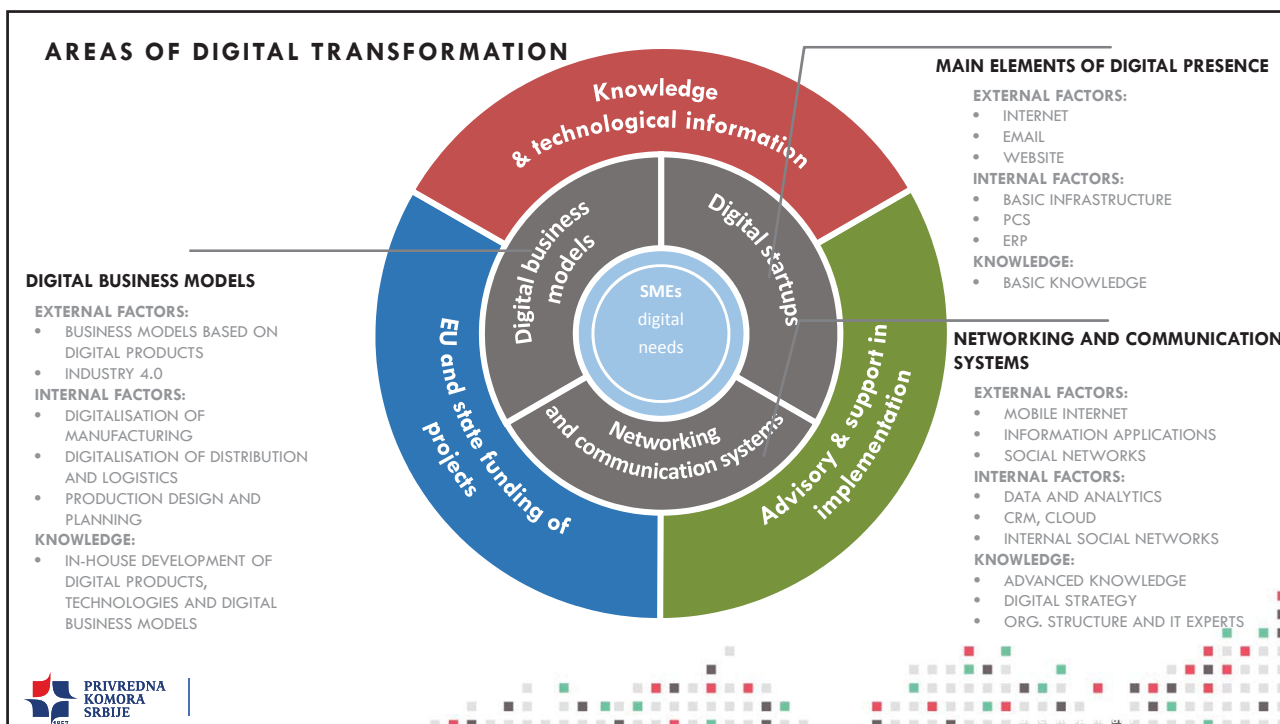 AREAS OF DIGITAL TRANSFORMATION
Knowledge
& technological information
Digital business
models
Digital startups
SMEs
digital
needs
Networking
and communication systems
EU and state funding of
projects
Advisory & support in
implementation
DIGITAL BUSINESS MODELS
EXTERNAL FACTORS:
• BUSINESS MODELS BASED ON
DIGITAL PRODUCTS
• INDUSTRY 4.0
INTERNAL FACTORS:
• DIGITALISATION OF
MANUFACTURING
• DIGITALISATION OF DISTRIBUTION
AND LOGISTICS
• PRODUCTION DESIGN AND
PLANNING
KNOWLEDGE:
• IN-HOUSE DEVELOPMENT OF
DIGITAL PRODUCTS,
TECHNOLOGIES AND DIGITAL
BUSINESS MODELS
MAIN ELEMENTS OF DIGITAL PRESENCE
EXTERNAL FACTORS:
• INTERNET
• EMAIL
• WEBSITE
INTERNAL FACTORS:
• BASIC INFRASTRUCTURE
• PCS
• ERP
KNOWLEDGE:
• BASIC KNOWLEDGE
NETWORKING AND COMMUNICATION
SYSTEMS
EXTERNAL FACTORS:
• MOBILE INTERNET
• INFORMATION APPLICATIONS
• SOCIAL NETWORKS
INTERNAL FACTORS:
• DATA AND ANALYTICS
• CRM, CLOUD
• INTERNAL SOCIAL NETWORKS
KNOWLEDGE:
• ADVANCED KNOWLEDGE
• DIGITAL STRATEGY
• ORG. STRUCTURE AND IT EXPERTS
PRIVREDNA
KOMORA
SRBIJE
1857